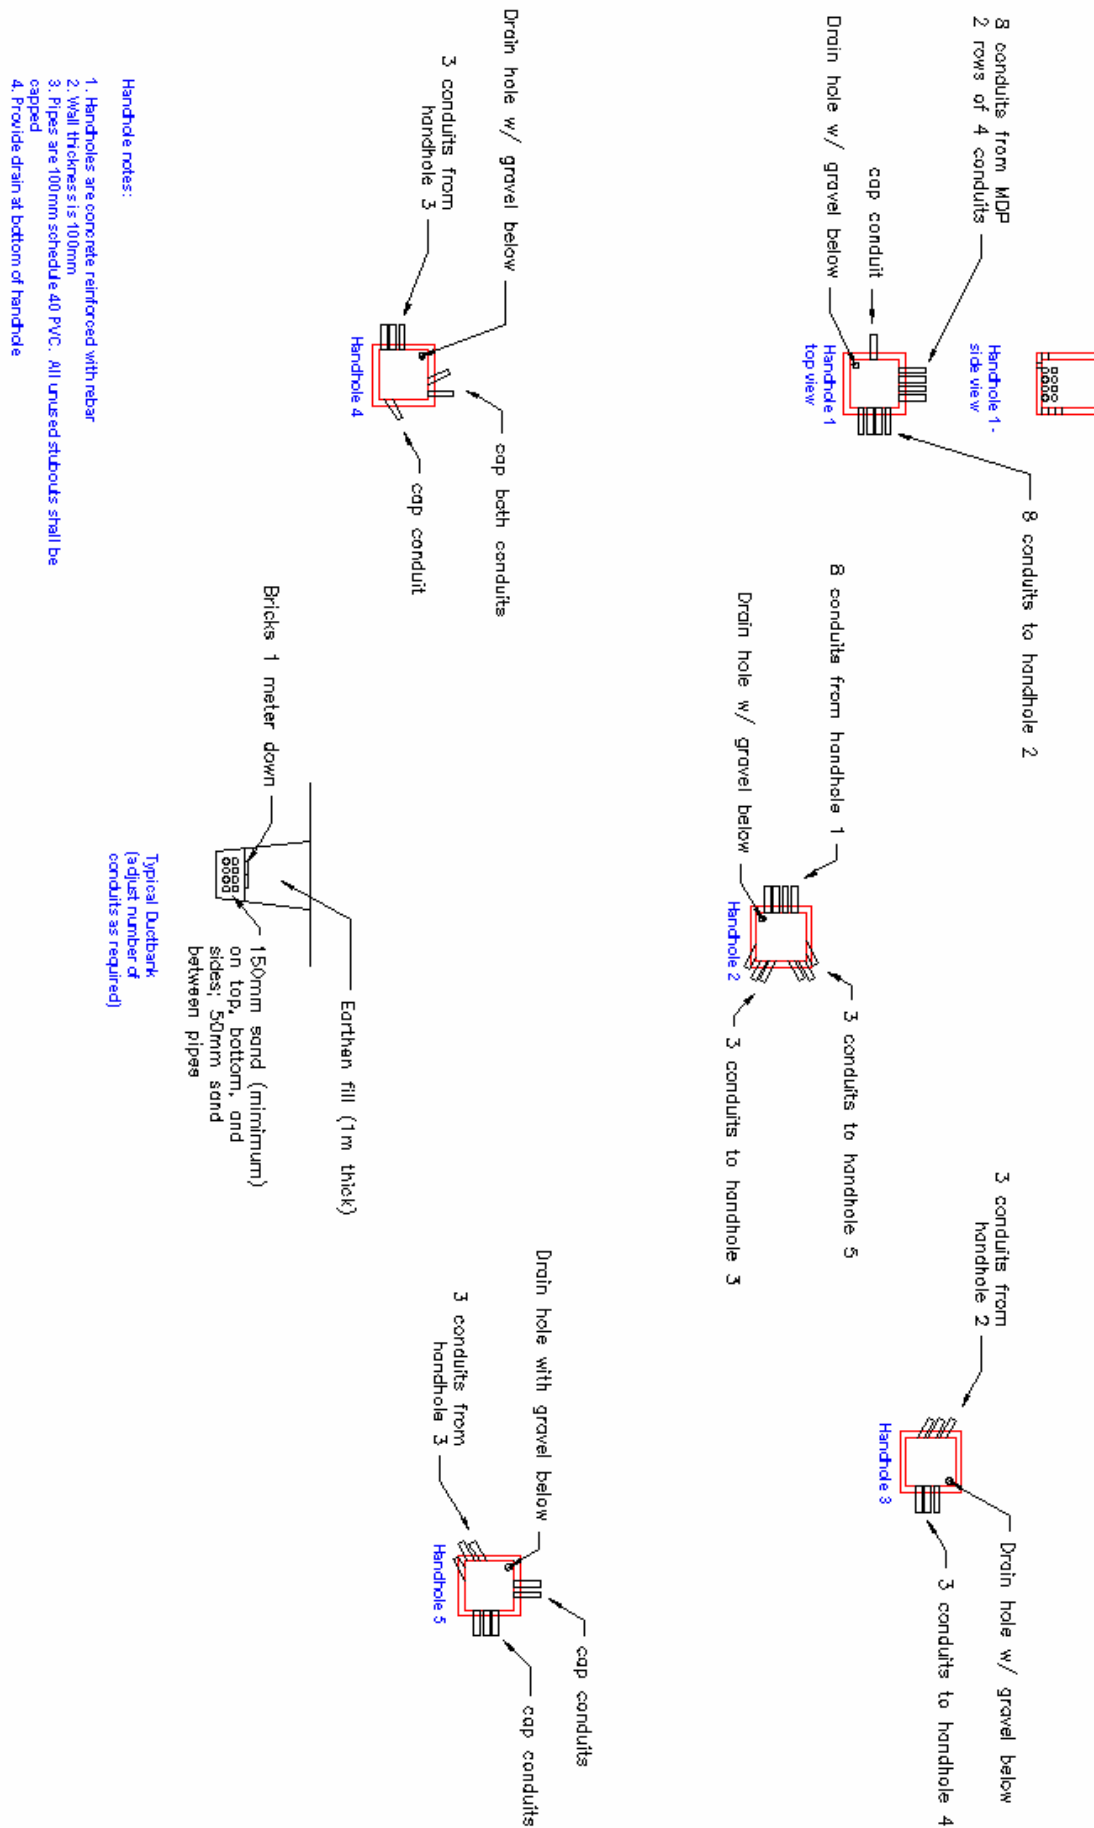 8 conduits from MDP
2 rows of 4 conduits
Drain hole w/ gravel below
cap conduit
Handhole 1 -
side view
Handhole 1
top view
8 conduits to handhole 2
8 conduits from handhole 1
Drain hole w/ gravel below
Handhole 2
3 conduits to handhole 5
3 conduits to handhole 3
3 conduits from
handhole 2
Handhole 3
Drain hole w/ gravel below
3 conduits to handhole 4
Drain hole w/ gravel below
3 conduits from
handhole 3
Handhole 4
cap both conduits
cap conduit
Bricks 1 meter down
Earthen fill (1m thick)
150mm sand (mimimum)
on top, bottom, and
sides; 50mm sand
between pipes
Typical Ductbank
(adjust number of
conduits as required)
Drain hole with gravel below
3 conduits from
handhole 3
Handhole 5
cap conduits
cap conduits
Handhole notes:
1. Handholes are concrete reinforced with rebar
2. Wall thickness is 100mm
3. Pipes are 100mm schedule 40 PVC. All unused stubouts shall be
capped
4. Provide drain at bottom of handhole